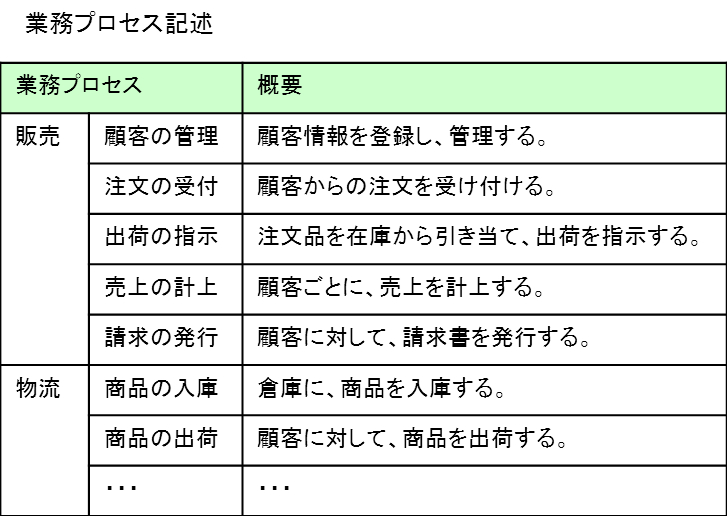 業務プロセス記述
業務プロセス 概要
販売 顧客の管理 顧客情報を登録し、管理する。
注文の受付 顧客からの注文を受け付ける。
出荷の指示 注文品を在庫から引き当て、出荷を指示する。
売上の計上 顧客ごとに、売上を計上する。
請求の発行 顧客に対して、請求書を発行する。
物流 商品の入庫 倉庫に、商品を入庫する。
商品の出荷 顧客に対して、商品を出荷する。
・・・ ・・・